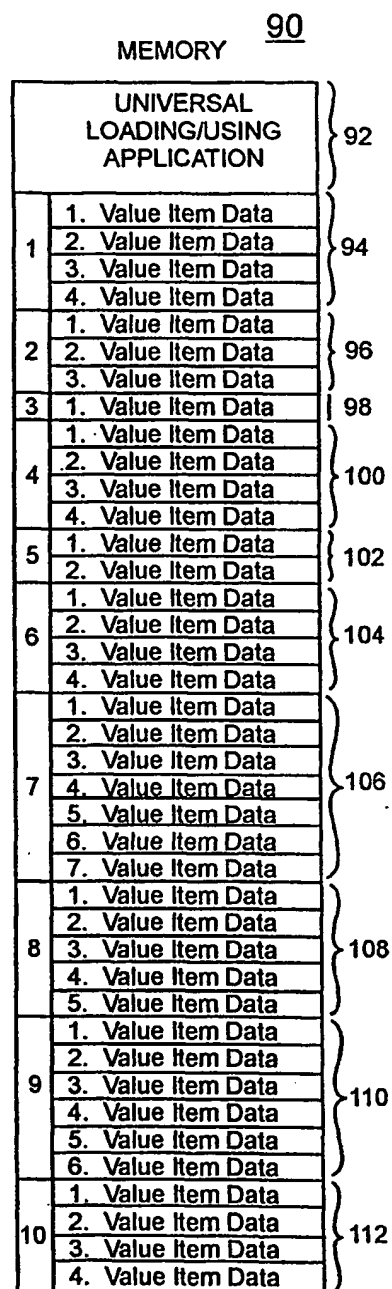 90
MEMORY
UNIVERSAL
LOADING/USING
APPLICATION
92
1
1. Value Item Data
2. Value Item Data
3. Value Item Data
4. Value Item Data
94
2
1. Value Item Data
2. Value Item Data
3. Value Item Data
96
3
1. Value Item Data
98
4
1. Value Item Data
2. Value Item Data
3. Value Item Data
4. Value Item Data
100
5
1. Value Item Data
2. Value Item Data
102
6
1. Value Item Data
2. Value Item Data
3. Value Item Data
4. Value Item Data
104
7
1. Value Item Data
2. Value Item Data
3. Value Item Data
4. Value Item Data
5. Value Item Data
6. Value Item Data
7. Value Item Data
106
8
1. Value Item Data
2. Value Item Data
3. Value Item Data
4. Value Item Data
5. Value Item Data
108
9
1. Value Item Data
2. Value Item Data
3. Value Item Data
4. Value Item Data
5. Value Item Data
6. Value Item Data
110
10
1. Value Item Data
2. Value Item Data
3. Value Item Data
4. Value Item Data
112